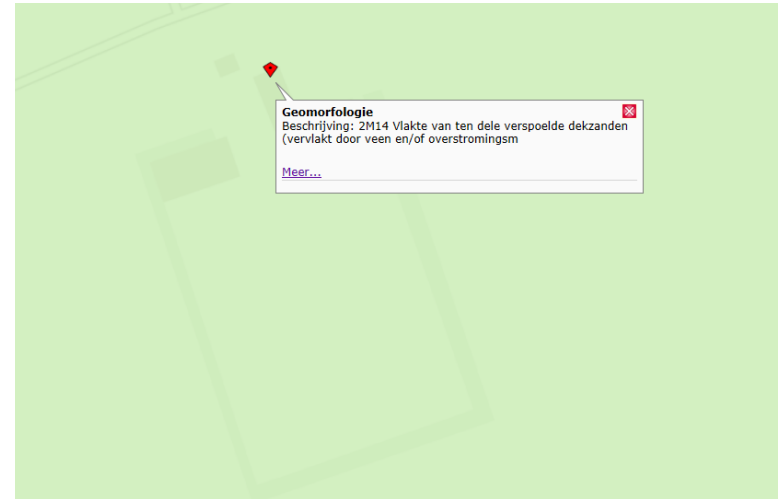 Geomorfologie
Beschrijving: 2M14 Vlakte van ten dele verspoelde dekzanden
(vervlakt door veen en/of overstromingsm
Meer...